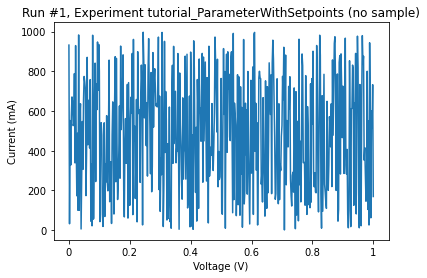 Run #1, Experiment tutorial_ParameterWithSetpoints (no sample)
1000
800
600
400
200
0
Current (mA)
0 0.2 0.4 0.6 0.8 1
Voltage (V)